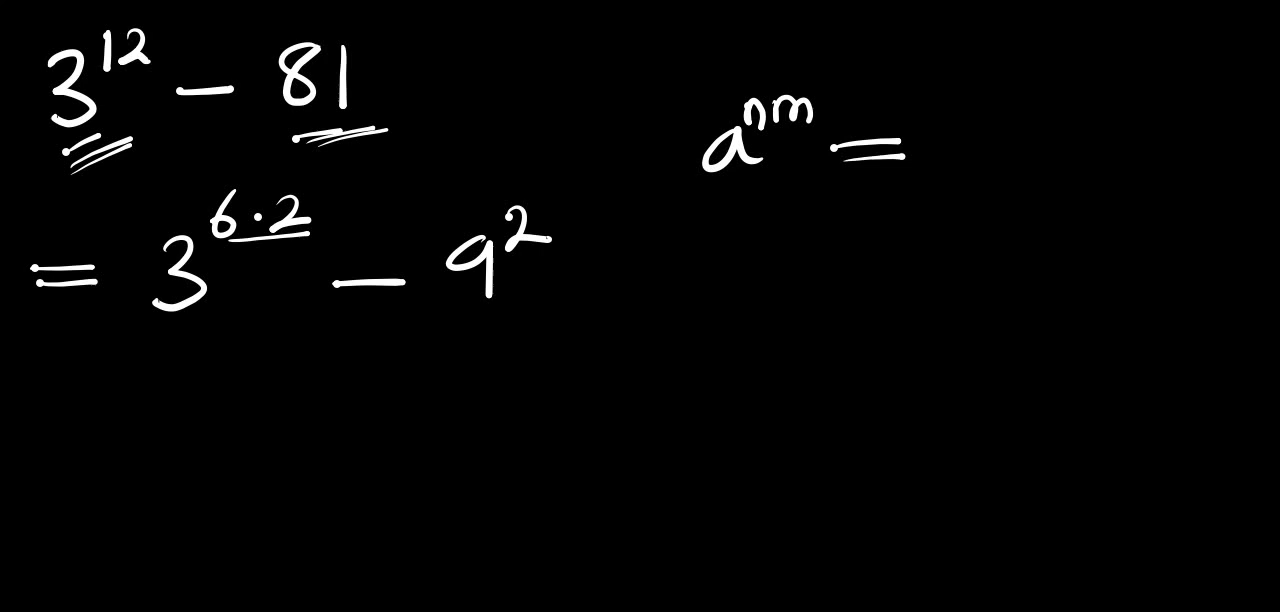 3^12 - 81
a^nm =
= 3^6·2 - 9^2